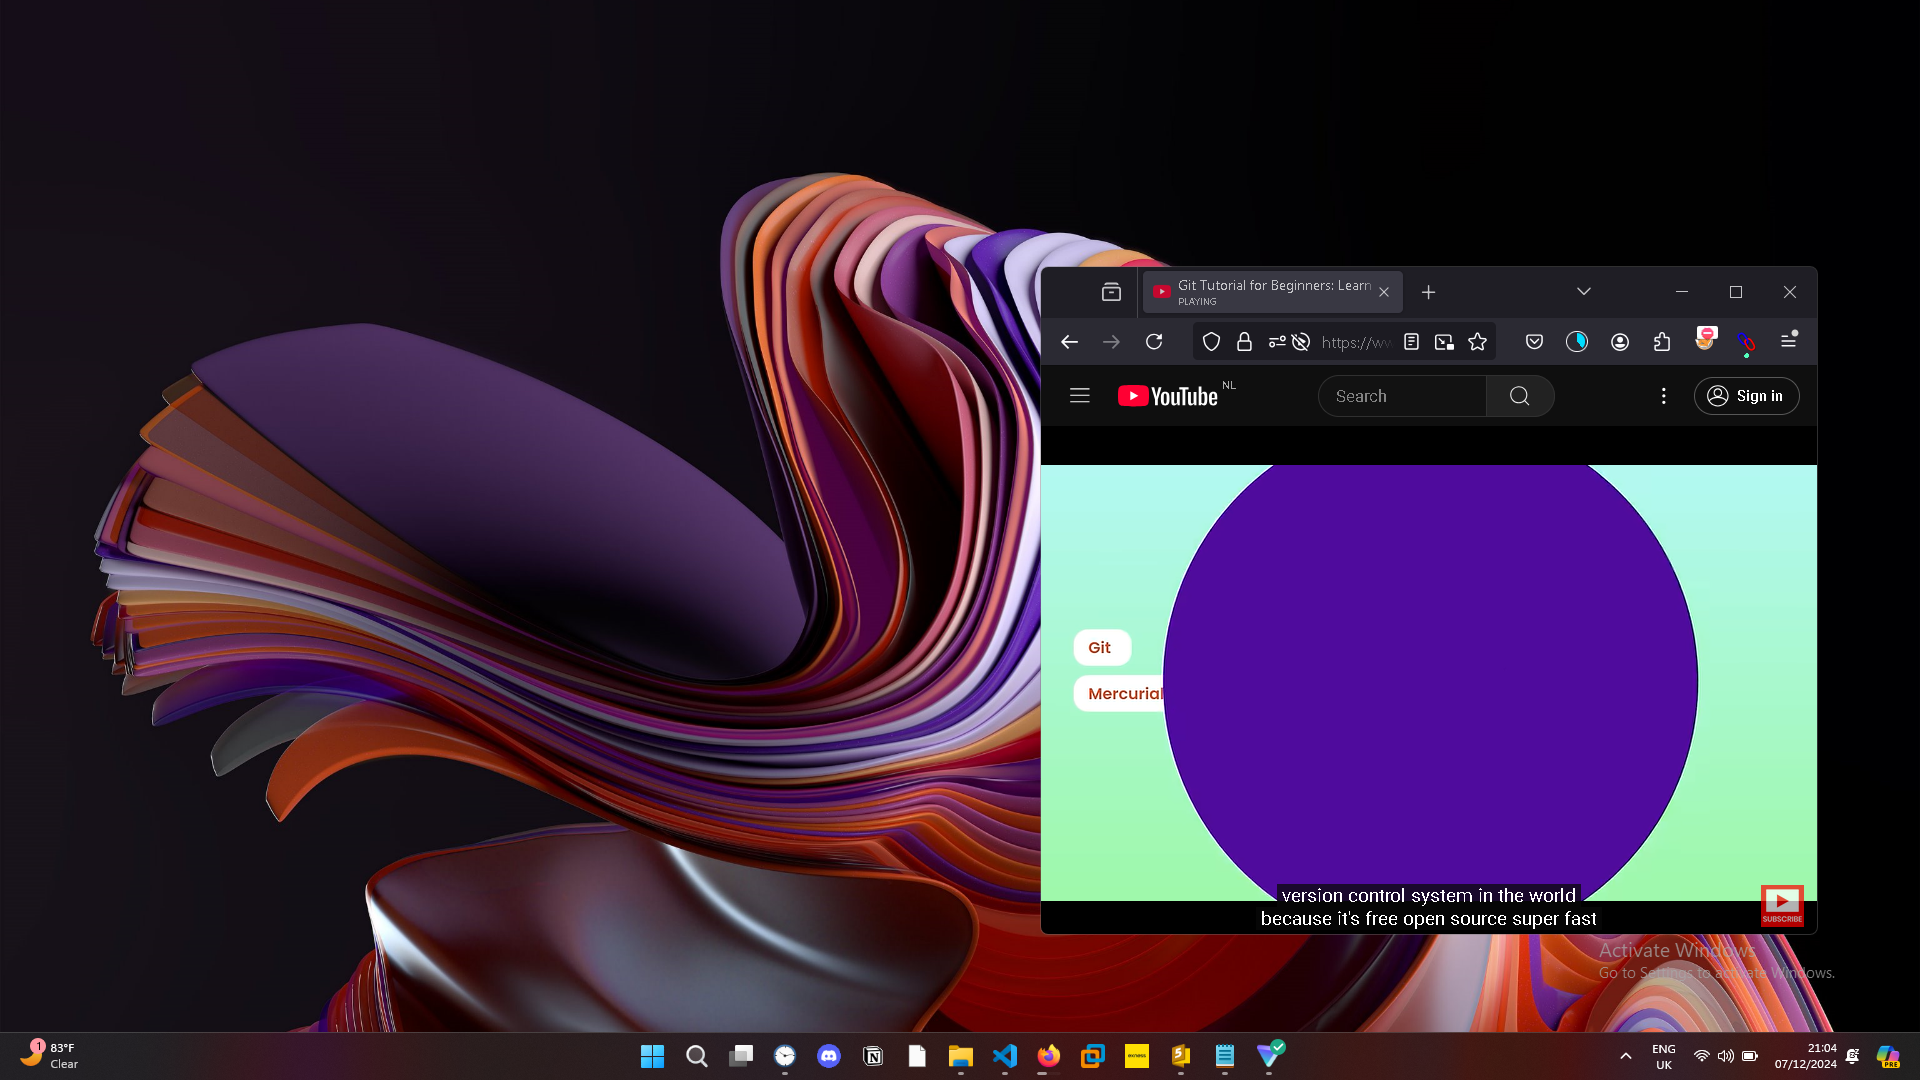 Git Tutorial for Beginners: Learn
PLAYING
https://ww
YouTube NL
Search
Sign in
Git
Mercurial
version control system in the world
because it's free open source super fast
SUBSCRIBE
Activate Windows
Go to Settings to activate Windows.
1
83°F
Clear
exness
ENG
UK
21:04
07/12/2024
PRE